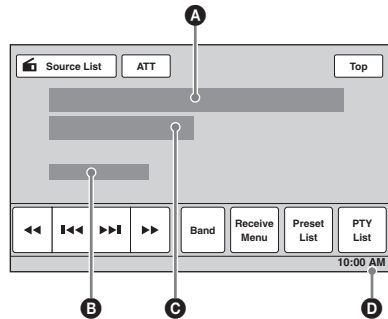 A
Source List ATT Top
Band Receive Menu Preset List PTY List
10:00 AM
B C D